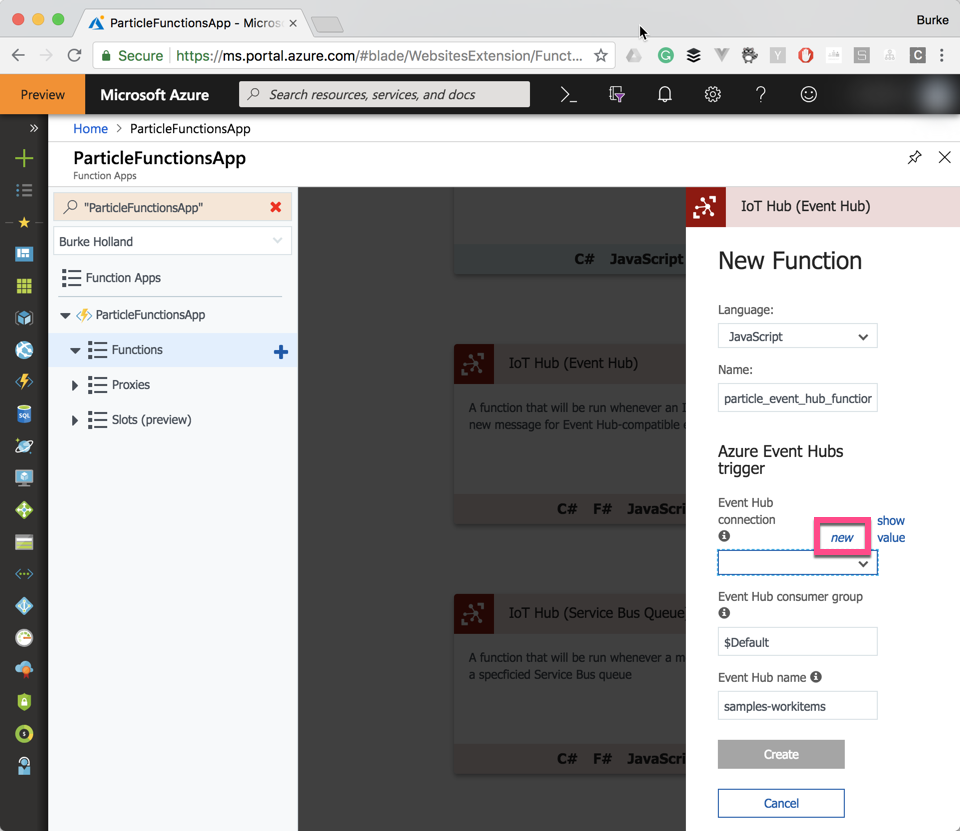 ParticleFunctionsApp - Micros
Burke
Secure
https://ms.portal.azure.com/#blade/WebsitesExtension/Funct...
Preview
Microsoft Azure
Search resources, services, and docs
Home > ParticleFunctionsApp
ParticleFunctionsApp
Function Apps
"ParticleFunctionsApp"
Burke Holland
Function Apps
ParticleFunctionsApp
Functions
Proxies
Slots (preview)
C# JavaScript
IoT Hub (Event Hub)
A function that will be run whenever an I
new message for Event Hub-compatible e
C# F# JavaScri
IoT Hub (Service Bus Queue
A function that will be run whenever a m
a specficied Service Bus queue
C# F# JavaScri
IoT Hub (Event Hub)
New Function
Language:
JavaScript
Name:
particle_event_hub_function
Azure Event Hubs
trigger
Event Hub
connection
new
show
value
Event Hub consumer group
$Default
Event Hub name
samples-workitems
Create
Cancel